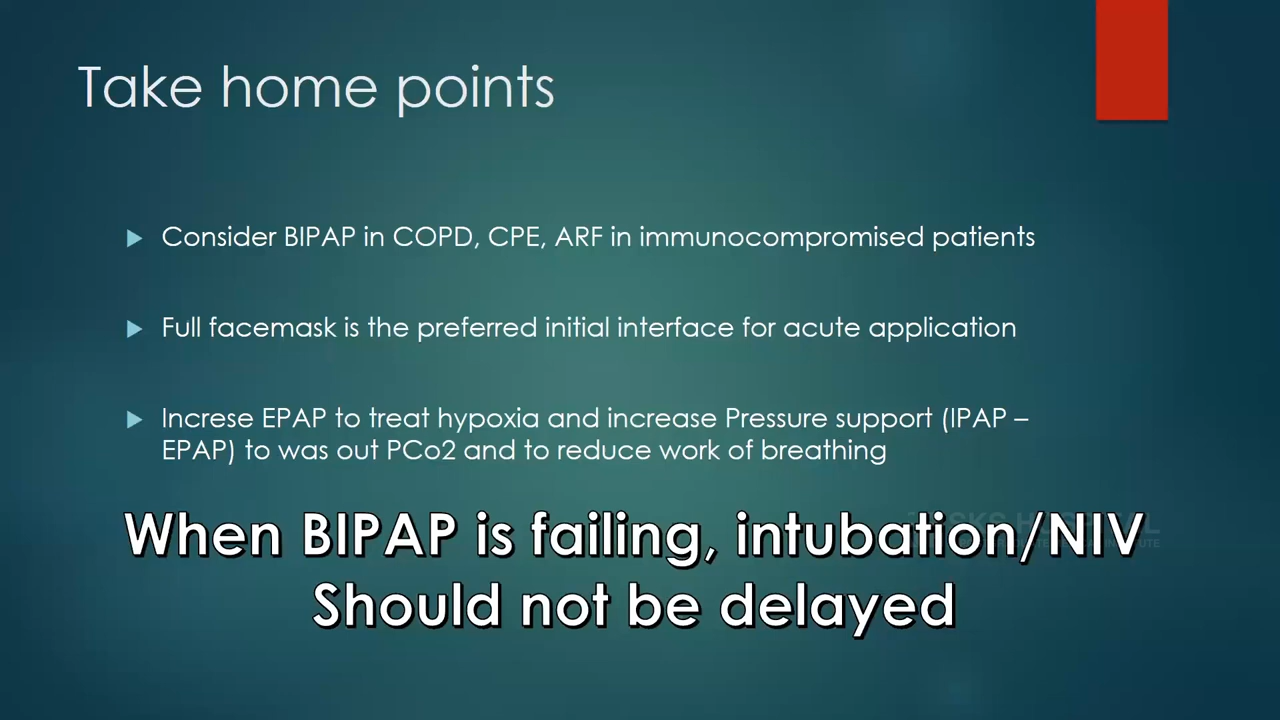 Take home points
Consider BIPAP in COPD, CPE, ARF in immunocompromised patients
Full facemask is the preferred initial interface for acute application
Increse EPAP to treat hypoxia and increase Pressure support (IPAP –
EPAP) to was out PCo2 and to reduce work of breathing
When BIPAP is failing, intubation/NIV
Should not be delayed